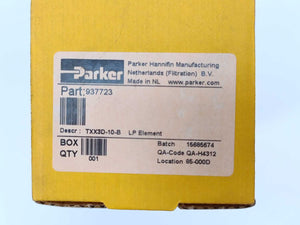 Parker
Parker Hannifin Manufacturing
Netherlands (Filtration) B.V.
Made in NL www.parker.com
Part: 937723
Descr : TXX3D-10-B LP Element
BOX
QTY
001
Batch 15685674
QA-Code QA-H4312
Location 85-000D